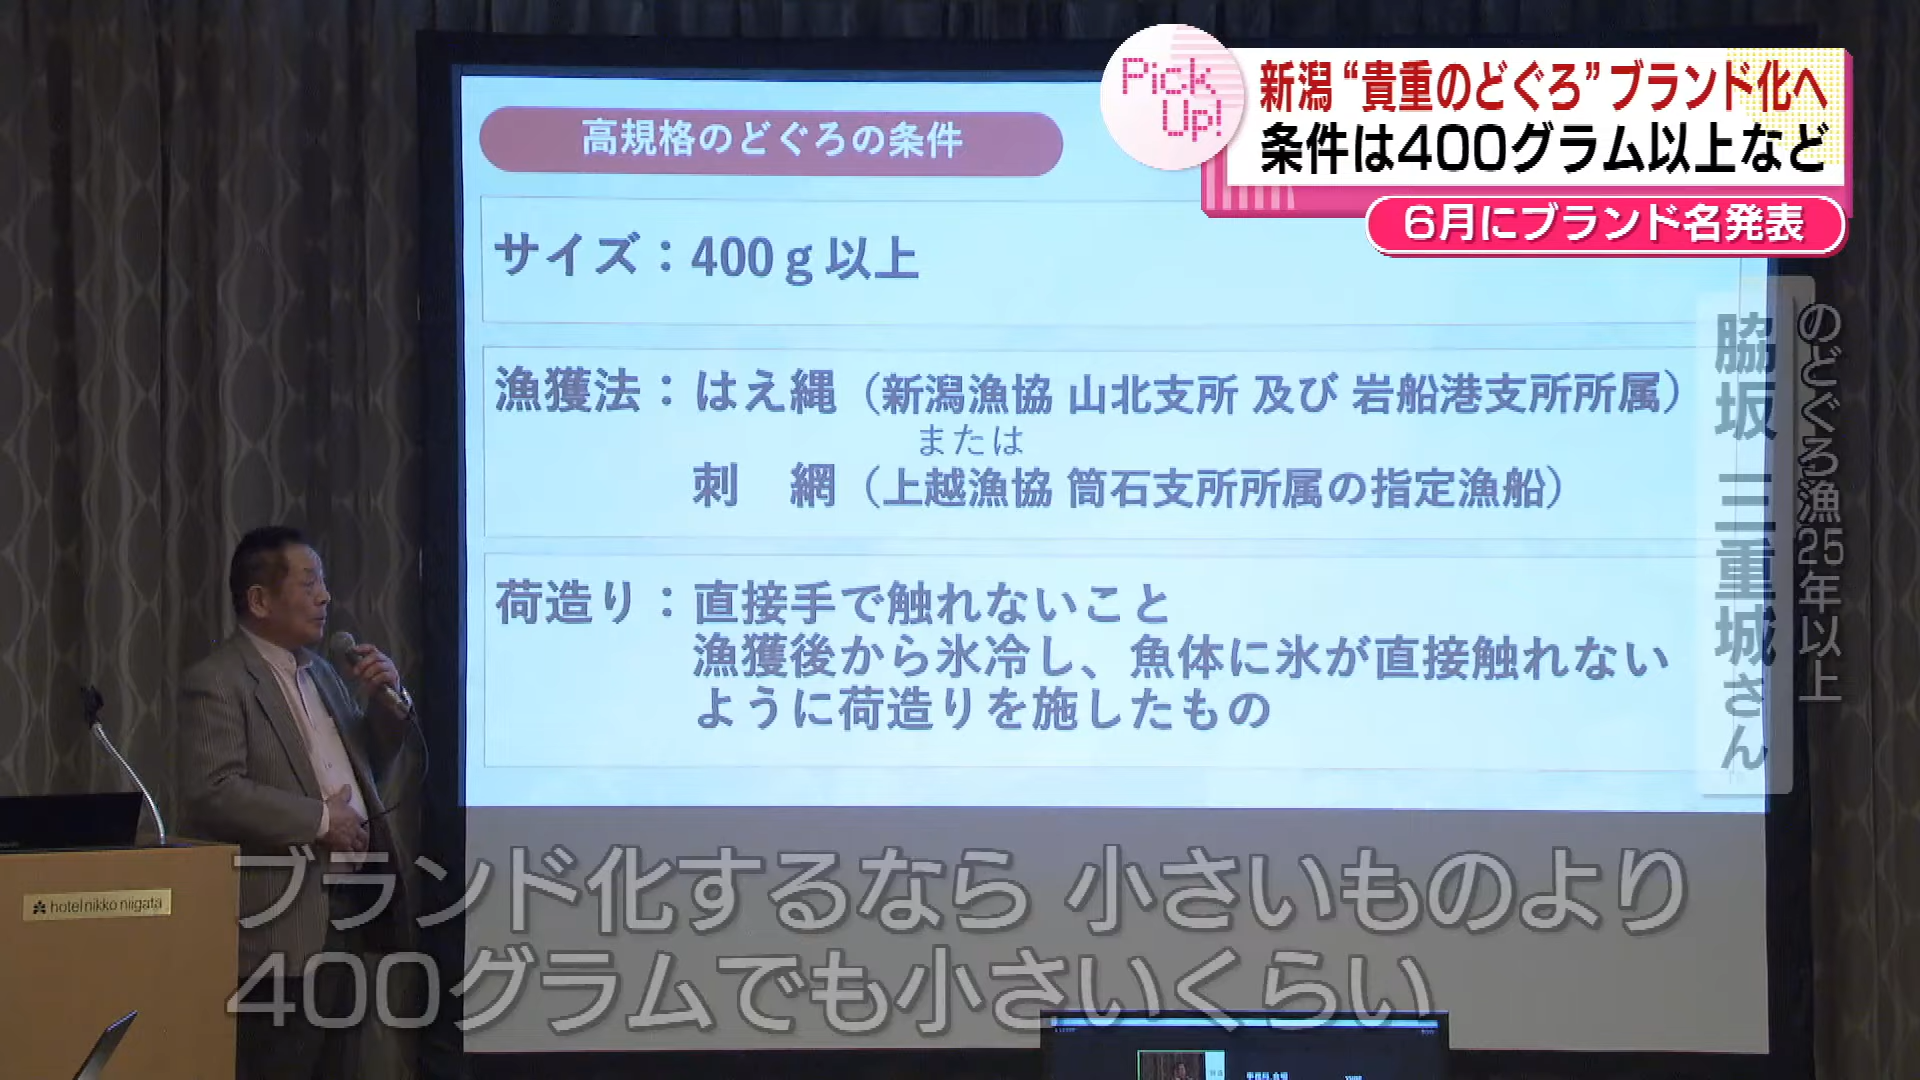 Pick Up!
新潟“貴重のどぐろ”ブランド化へ
条件は400グラム以上など
6月にブランド名発表
高規格のどぐろの条件
サイズ：400g以上
漁獲法：はえ縄（新潟漁協 山北支所 及び 岩船港支所所属）
または
刺 網（上越漁協 筒石支所所属の指定漁船）
荷造り：直接手で触れないこと
漁獲後から氷冷し、魚体に氷が直接触れない
ように荷造りを施したもの
のどぐろ漁25年以上
脇坂 三重城さん
hotel nikko niigata
ブランド化するなら 小さいものより
400グラムでも小さいくらい